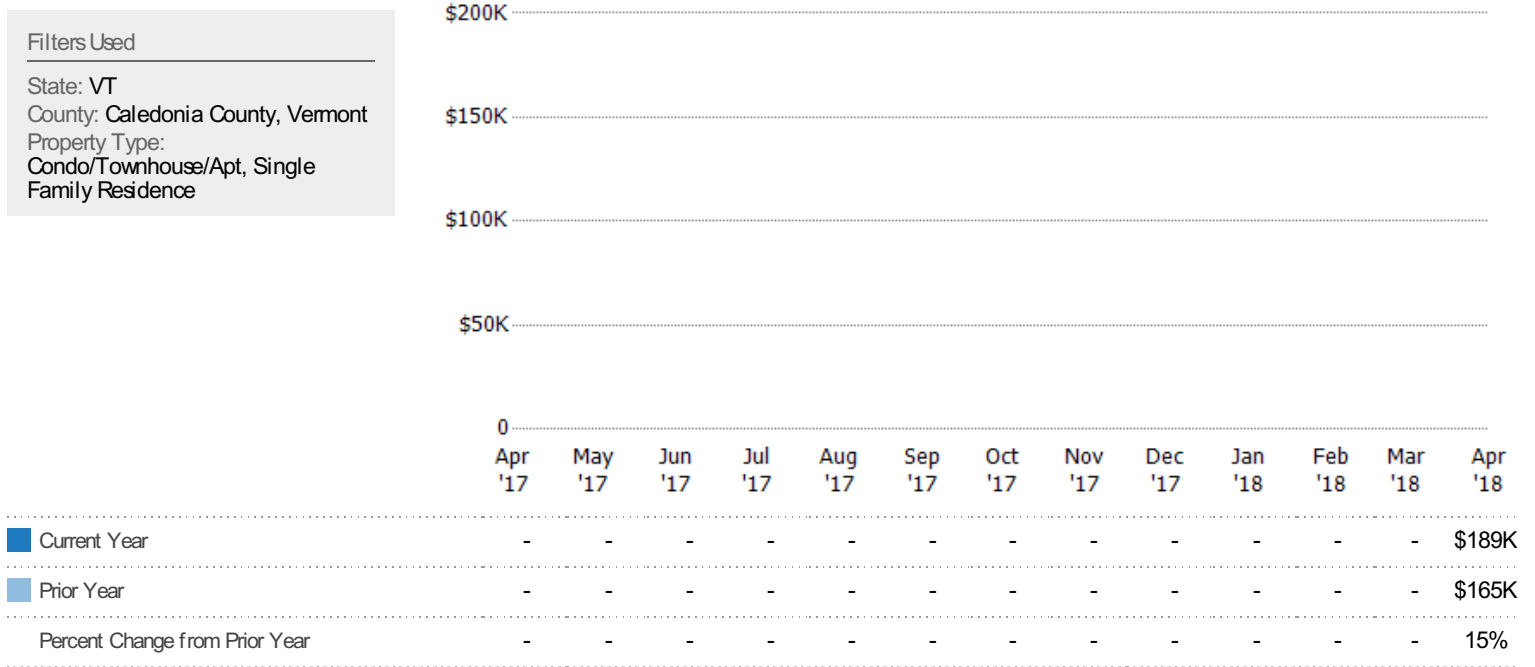 Filters Used
State: VT
County: Caledonia County, Vermont
Property Type:
Condo/Townhouse/Apt, Single
Family Residence
$200K
$150K
$100K
$50K
0
Apr May Jun Jul Aug Sep Oct Nov Dec Jan Feb Mar Apr
'17 '17 '17 '17 '17 '17 '17 '17 '17 '18 '18 '18 '18
Current Year - - - - - - - - - - - - $189K
Prior Year - - - - - - - - - - - - $165K
Percent Change from Prior Year - - - - - - - - - - - - 15%